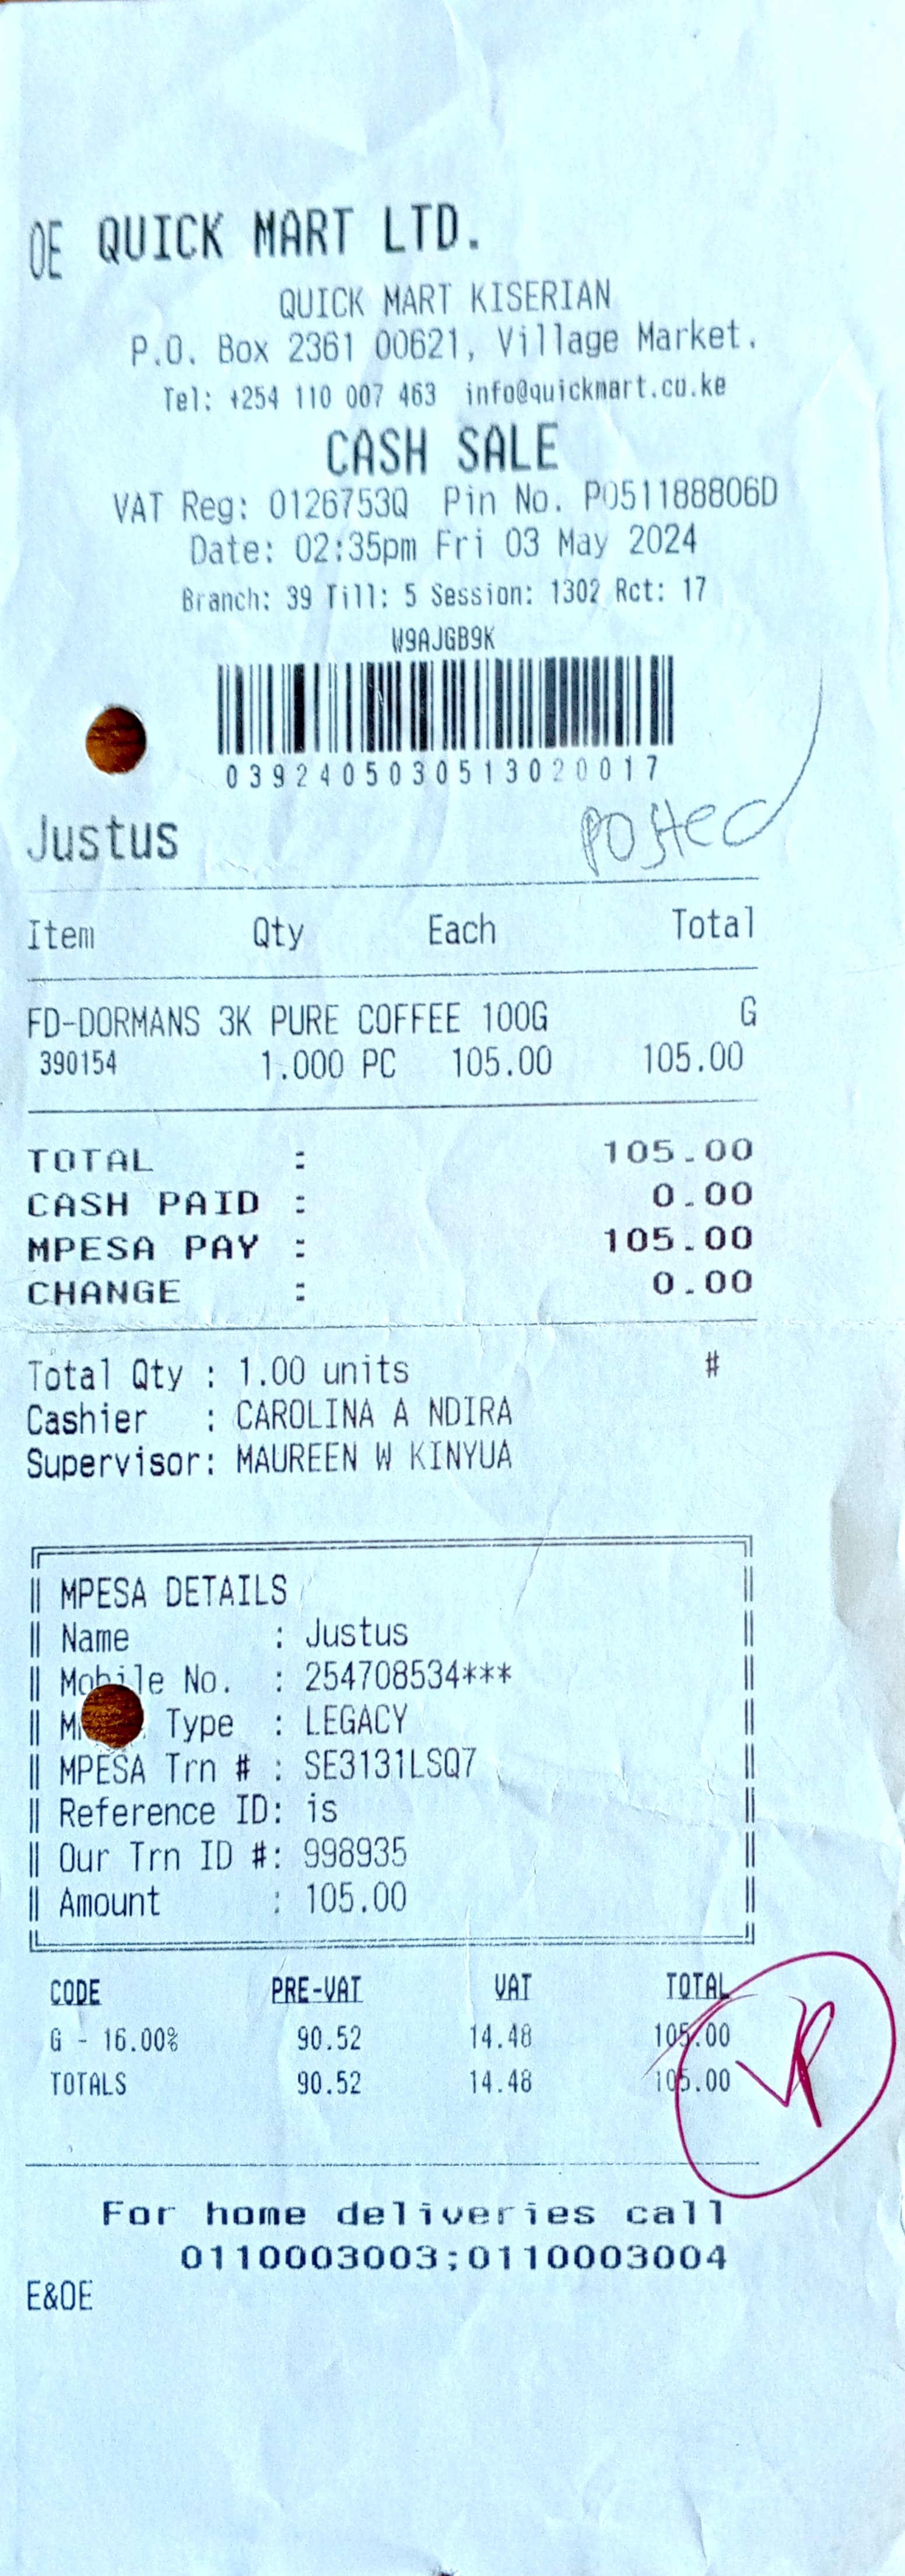 OE QUICK MART LTD.
QUICK MART KISERIAN
P.O. Box 2361 00621, Village Market.
Tel: +254 110 007 463 info@quickmart.co.ke
CASH SALE
VAT Reg: 0126753Q Pin No. P051188806D
Date: 02:35pm Fri 03 May 2024
Branch: 39 Till: 5 Session: 1302 Rct: 17
W9AJGB9K
0392405030513020017
Justus
posted
Item Qty Each Total
FD-DORMANS 3K PURE COFFEE 100G G
390154 1.000 PC 105.00 105.00
TOTAL : 105.00
CASH PAID : 0.00
MPESA PAY : 105.00
CHANGE : 0.00
Total Qty : 1.00 units #
Cashier : CAROLINA A NDIRA
Supervisor: MAUREEN W KINYUA
MPESA DETAILS
Name : Justus
Mobile No. : 254708534***
Type : LEGACY
MPESA Trn # : SE3131LSQ7
Reference ID: is
Our Trn ID #: 998935
Amount : 105.00
CODE PRE-VAT VAT TOTAL
G - 16.00% 90.52 14.48 105.00
TOTALS 90.52 14.48 105.00
For home deliveries call
0110003003;0110003004
E&OE